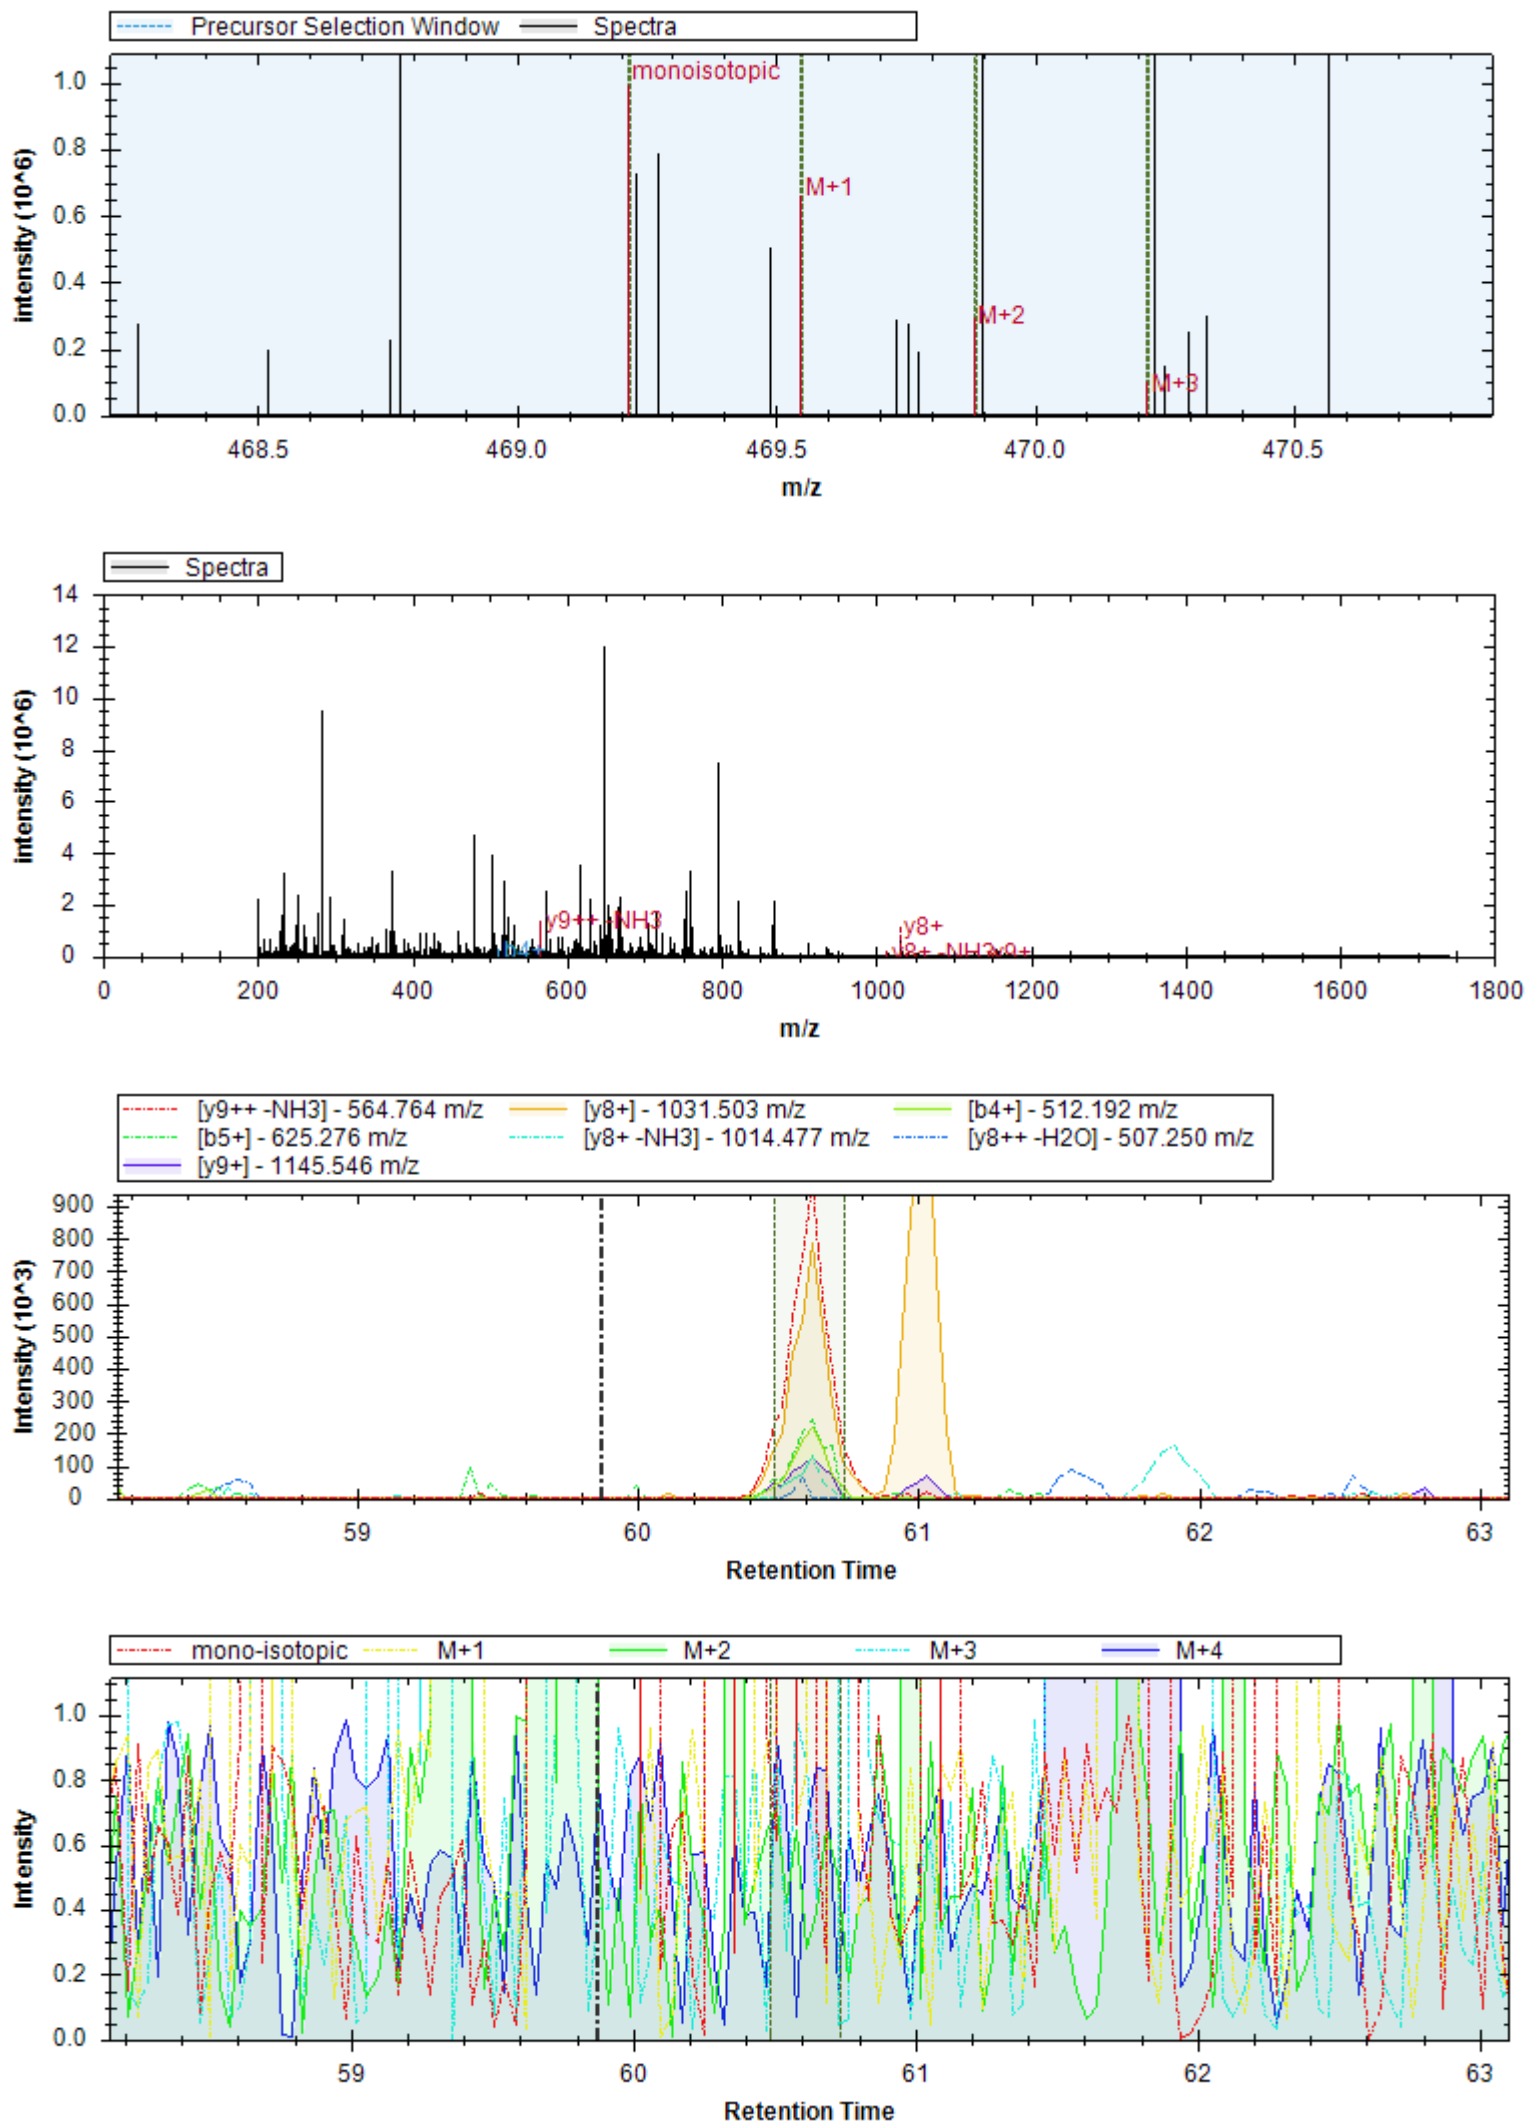 Precursor Selection Window Spectra
intensity (10^6)
1.0
0.8
0.6
0.4
0.2
0.0
monoisotopic
M+1
M+2
M+3
468.5 469.0 469.5 470.0 470.5
m/z
Spectra
intensity (10^6)
14
12
10
8
6
4
2
0
y9++ -NH3
b4+
y8+
y8+ -NH3 y9+
0 200 400 600 800 1000 1200 1400 1600 1800
m/z
[y9++ -NH3] - 564.764 m/z [y8+] - 1031.503 m/z [b4+] - 512.192 m/z
[b5+] - 625.276 m/z [y8+ -NH3] - 1014.477 m/z [y8++ -H2O] - 507.250 m/z
[y9+] - 1145.546 m/z
Intensity (10^3)
900
800
700
600
500
400
300
200
100
0
59 60 61 62 63
Retention Time
mono-isotopic M+1 M+2 M+3 M+4
Intensity
1.0
0.8
0.6
0.4
0.2
0.0
59 60 61 62 63
Retention Time